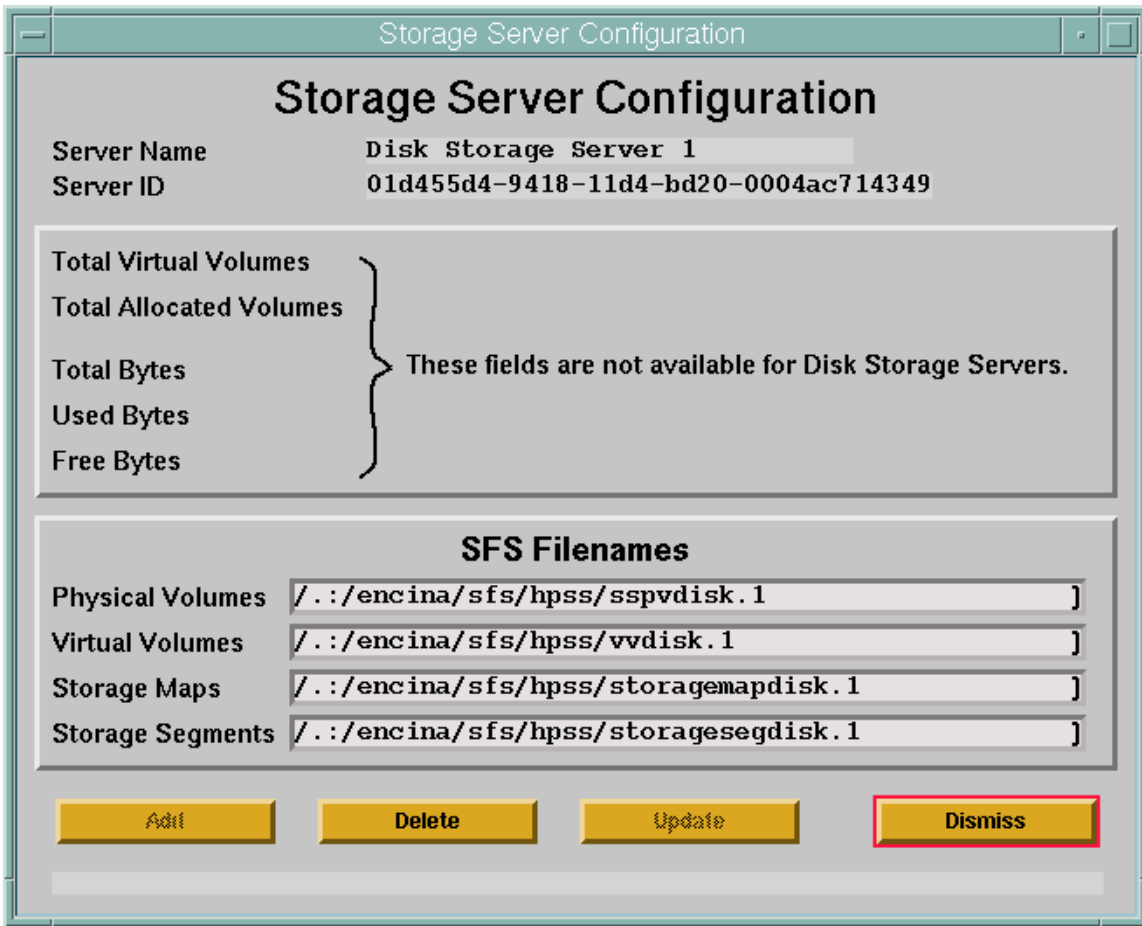 Storage Server Configuration
Storage Server Configuration
Server Name Disk Storage Server 1
Server ID 01d455d4-9418-11d4-bd20-0004ac714349
Total Virtual Volumes
Total Allocated Volumes
Total Bytes These fields are not available for Disk Storage Servers.
Used Bytes
Free Bytes
SFS Filenames
Physical Volumes /.:/encina/sfs/hpss/sspvdisk.1 ]
Virtual Volumes /.:/encina/sfs/hpss/vvdisk.1 ]
Storage Maps /.:/encina/sfs/hpss/storagemapdisk.1 ]
Storage Segments /.:/encina/sfs/hpss/storagesegdisk.1 ]
Add Delete Update Dismiss